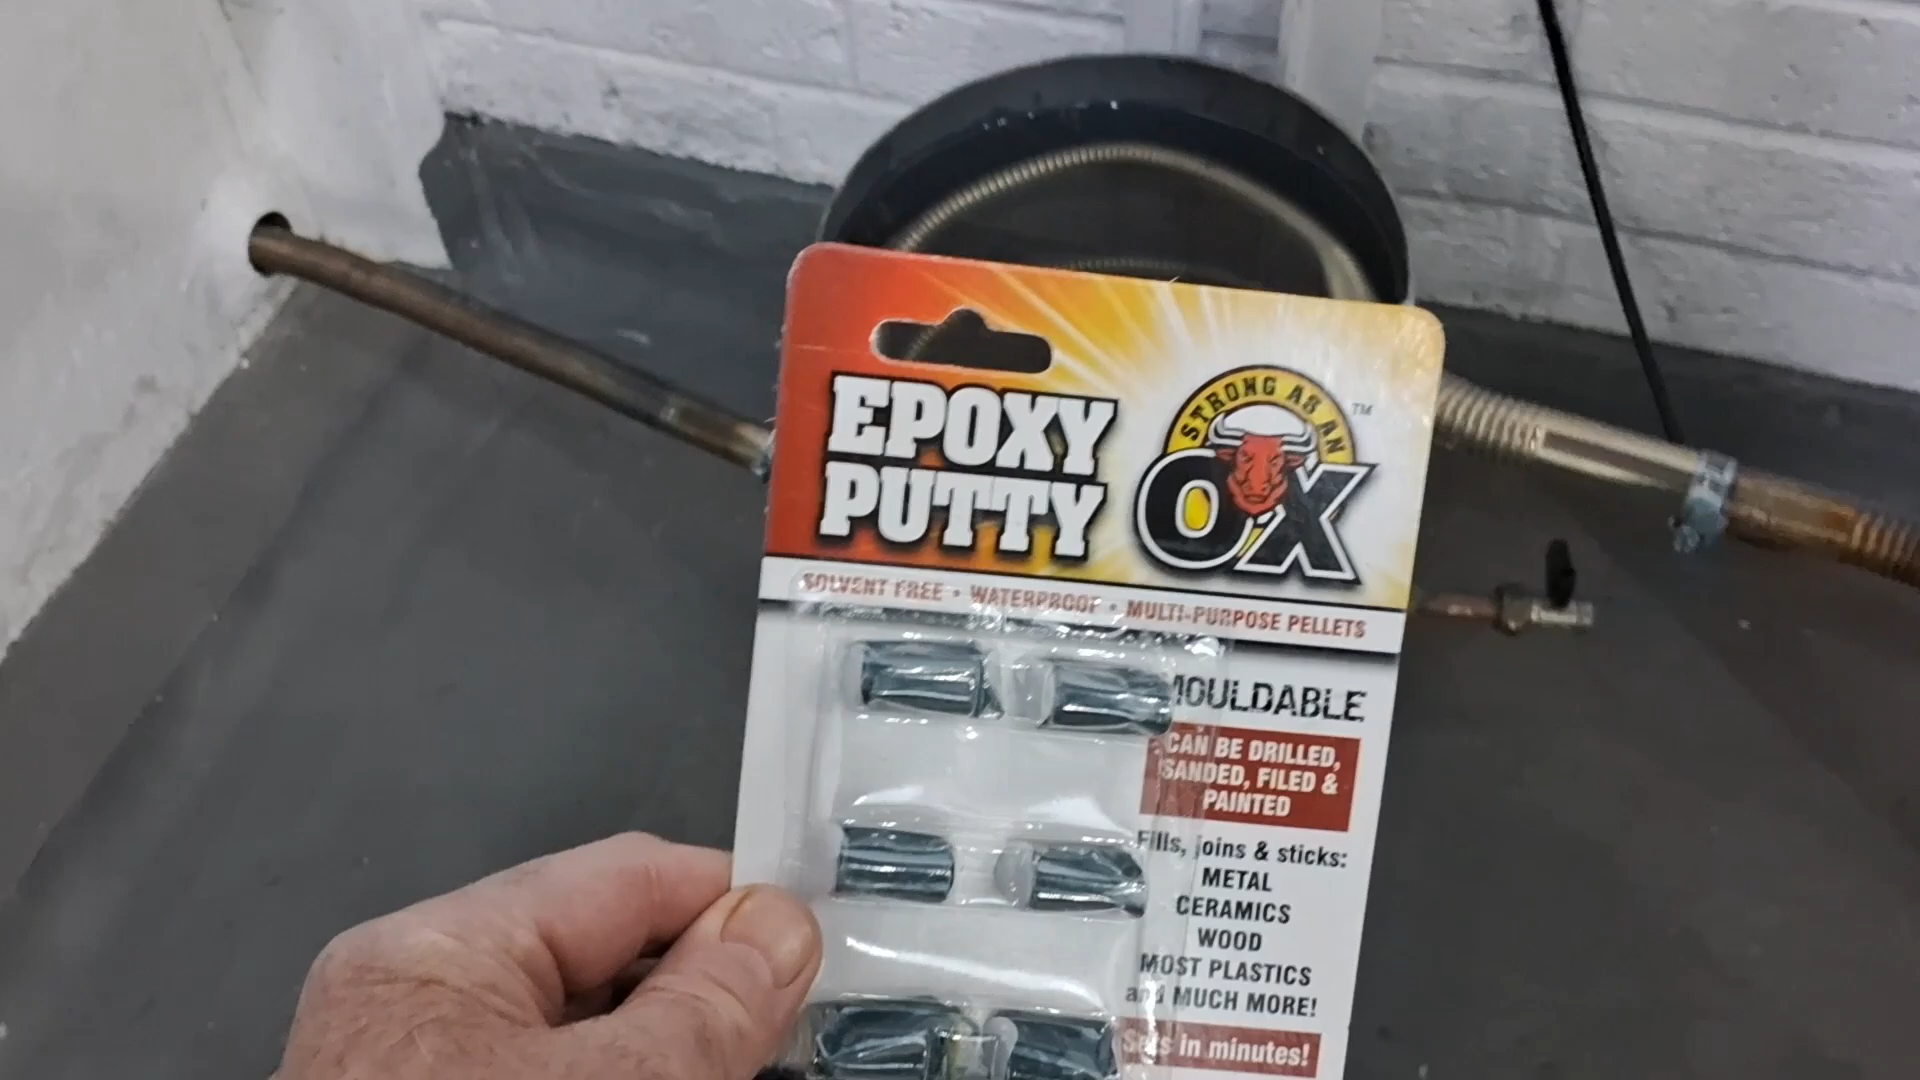 EPOXY
PUTTY
STRONG AS AN
OX
TM
SOLVENT FREE • WATERPROOF • MULTI-PURPOSE PELLETS
MOULDABLE
CAN BE DRILLED,
SANDED, FILED &
PAINTED
Fills, joins & sticks:
METAL
CERAMICS
WOOD
MOST PLASTICS
and MUCH MORE!
Sets in minutes!